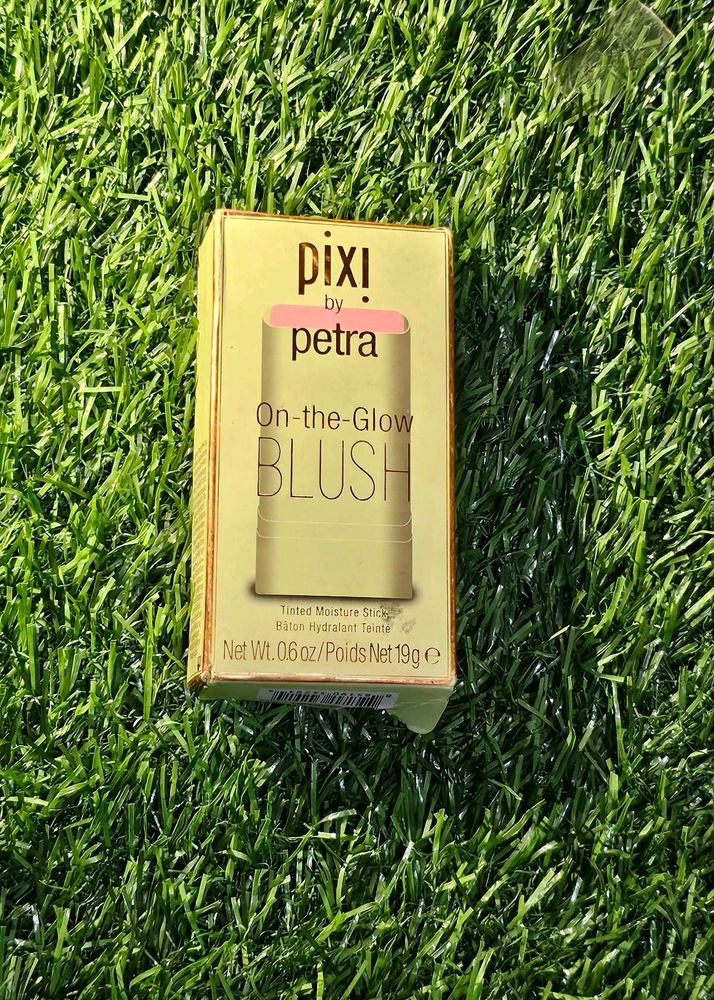 pixi
by
petra
On-the-Glow
BLUSH
Tinted Moisture Stick
Bâton Hydralant Teinte
Net Wt. 0.6 oz/Poids Net 19g e